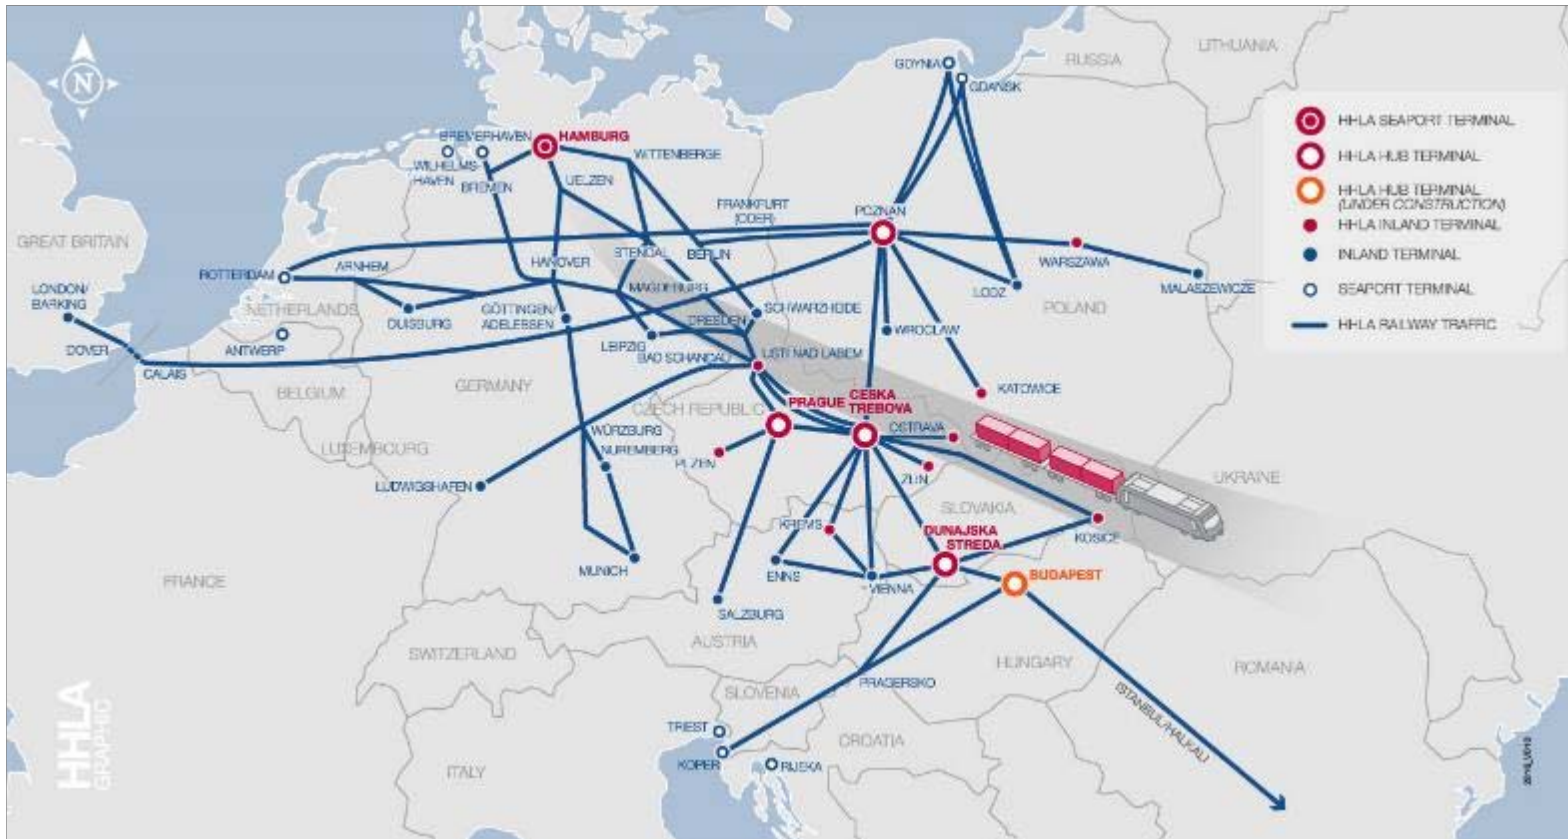 N
GDYNIA
GDANSK
RUSSIA
LITHUANIA
HHLA SEAPORT TERMINAL
HHLA HUB TERMINAL
HHLA HUB TERMINAL
(UNDER CONSTRUCTION)
HHLA INLAND TERMINAL
INLAND TERMINAL
SEAPORT TERMINAL
HHLA RAILWAY TRAFFIC
BREMERHAVEN
HAMBURG
WILHELMS-
HAVEN
BREMEN
UELZEN
WITTENBERGE
GREAT BRITAIN
FRANKFURT
(ODER)
POZNAN
ROTTERDAM
ARNHEM
HANOVER
STENDAL
BERLIN
WARSZAWA
MALASZEWICZE
LONDON/
BARKING
NETHERLANDS
DUISBURG
GÖTTINGEN/
ADELEBSEN
MAGDEBURG
SCHWARZHEIDE
LODZ
POLAND
DOVER
ANTWERP
DRESDEN
LEIPZIG
WROCLAW
CALAIS
BAD SCHANDAU
USTI NAD LABEM
BELGIUM
GERMANY
KATOWICE
CZECH REPUBLIC
PRAGUE
CESKA
TREBOVA
OSTRAVA
LUXEMBOURG
WÜRZBURG
NUREMBERG
PLZEN
ZLIN
UKRAINE
LUDWIGSHAFEN
SLOVAKIA
KREMS
DUNAJSKA
STREDA
KOSICE
FRANCE
MUNICH
ENNS
VIENNA
BUDAPEST
SALZBURG
AUSTRIA
SWITZERLAND
HUNGARY
ROMANIA
PRAGERSKO
SLOVENIA
ISTANBUL/HALKALI
TRIEST
KOPER
RIJEKA
CROATIA
ITALY
HHLA
GRAPHIC